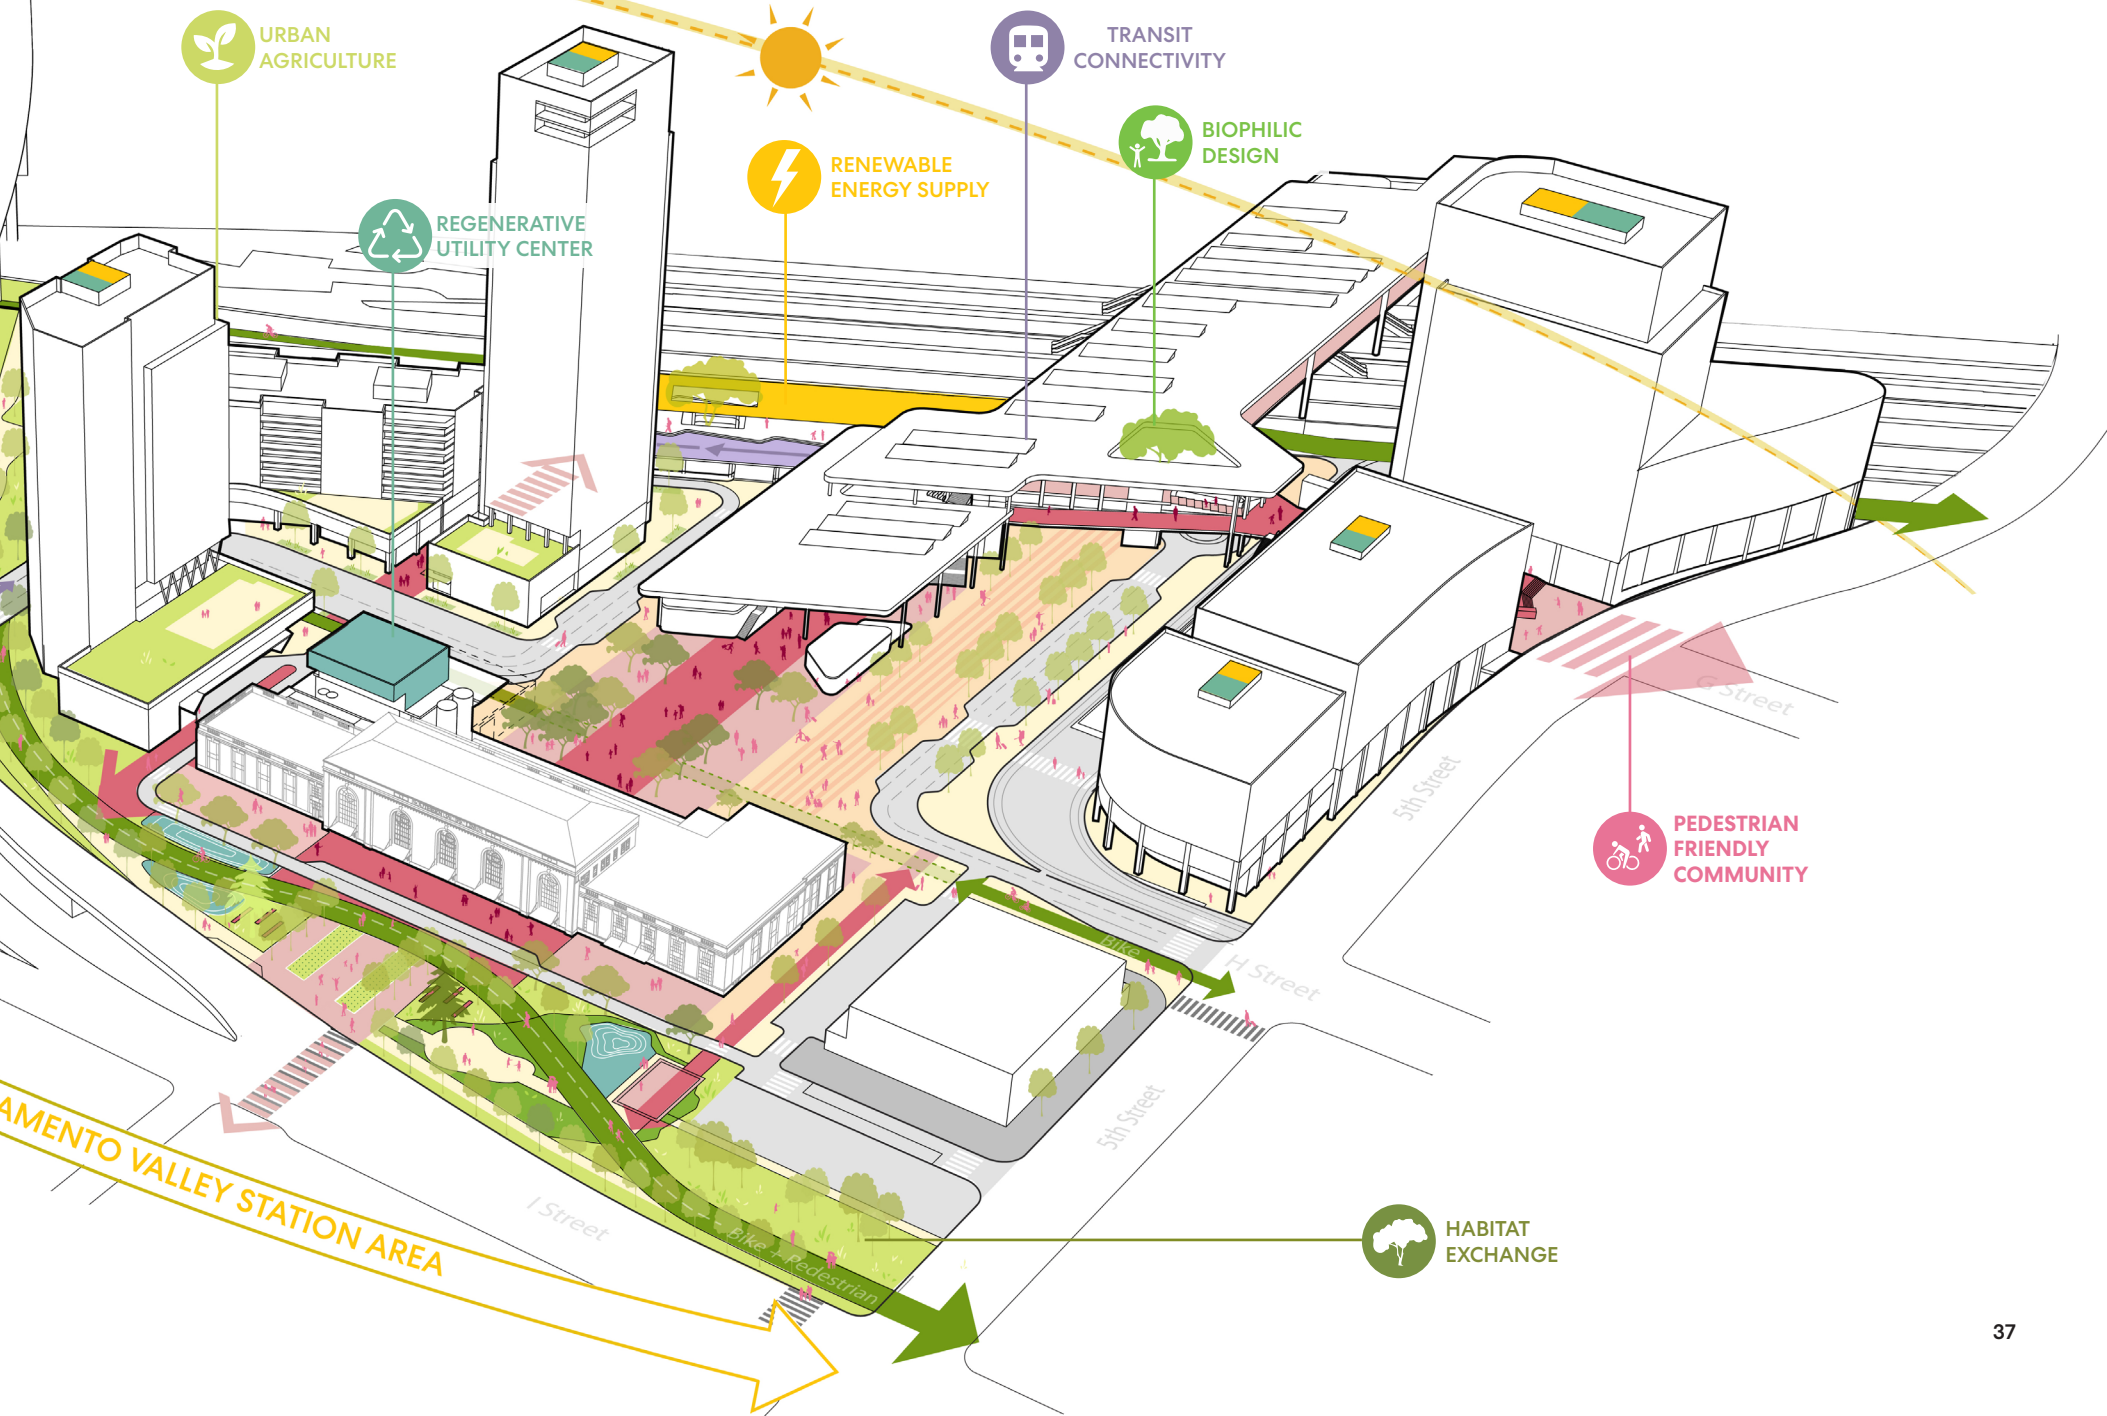 URBAN
AGRICULTURE
TRANSIT
CONNECTIVITY
BIOPHILIC
DESIGN
RENEWABLE
ENERGY SUPPLY
REGENERATIVE
UTILITY CENTER
G Street
5th Street
PEDESTRIAN
FRIENDLY
COMMUNITY
Bike
H Street
5th Street
AMENTO VALLEY STATION AREA
I Street
Bike + Pedestrian
HABITAT
EXCHANGE
37